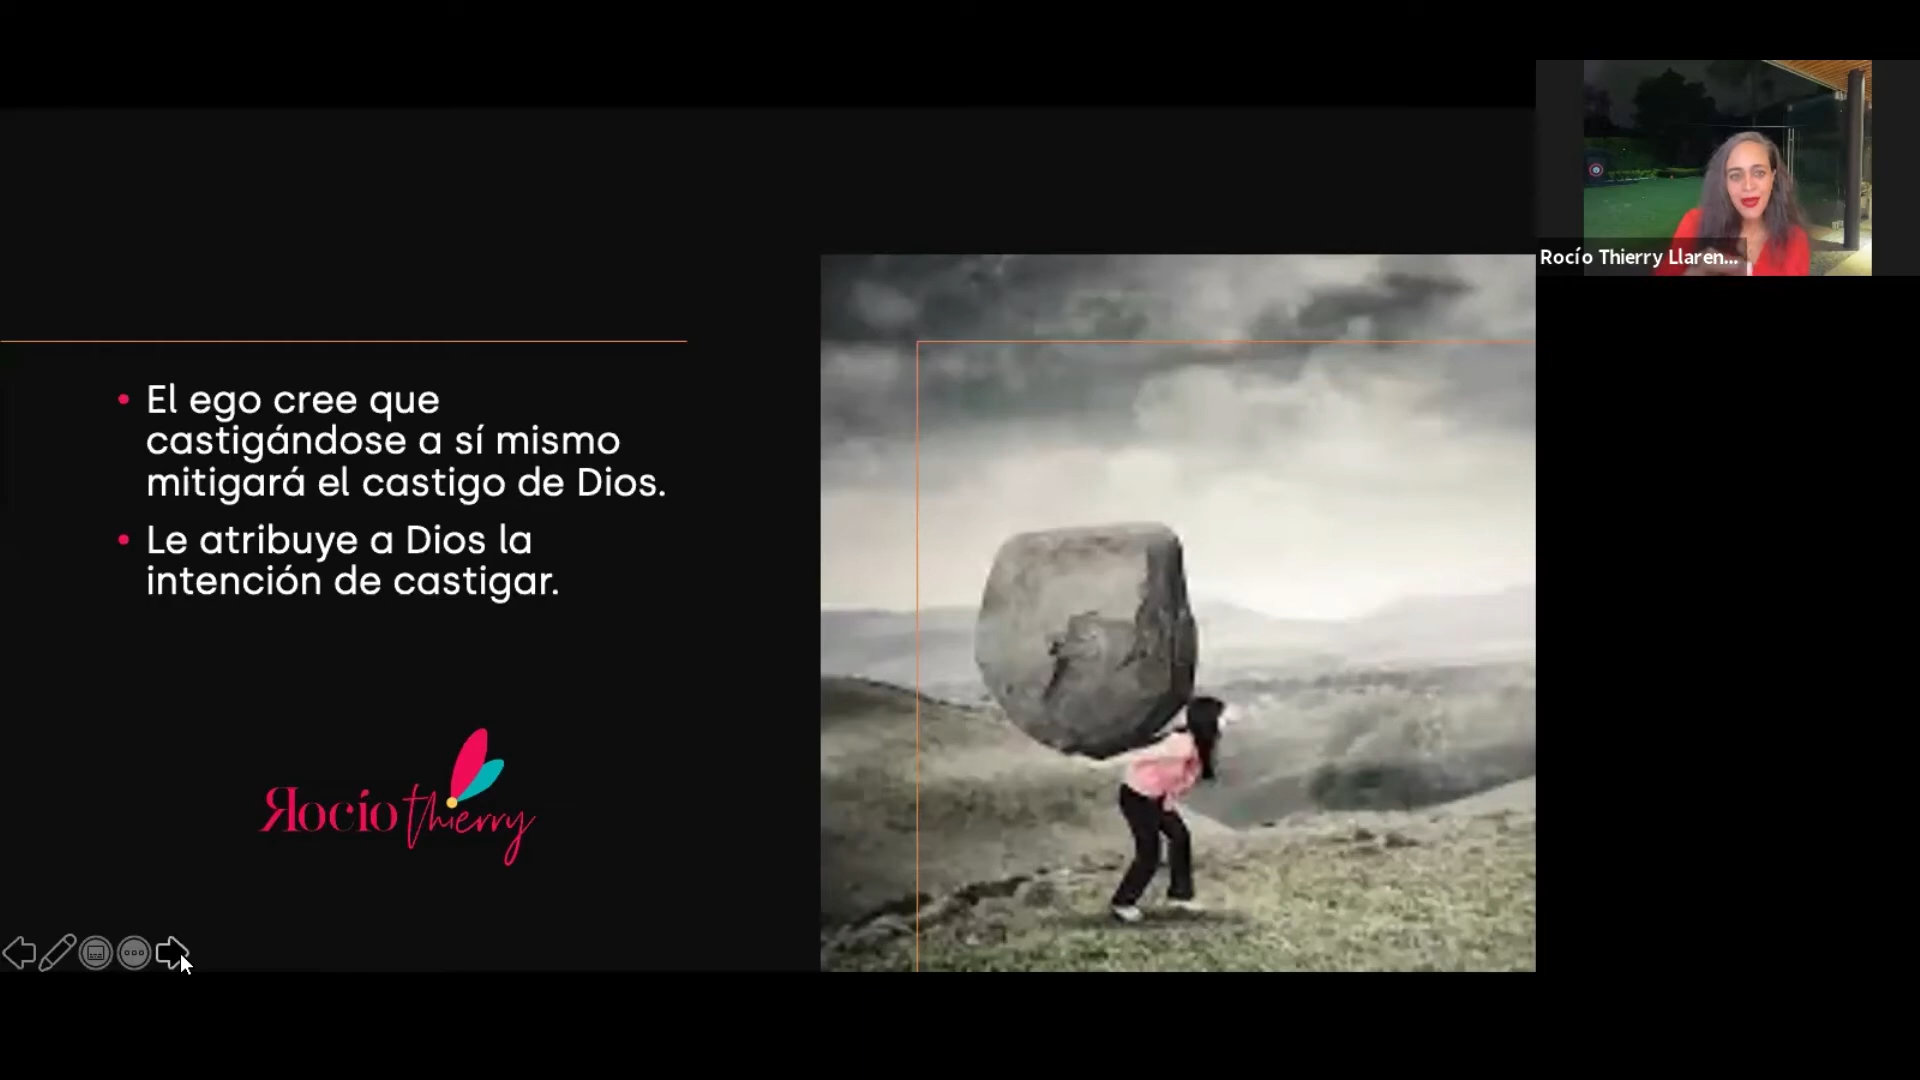 Rocío Thierry Llaren...
• El ego cree que
castigándose a sí mismo
mitigará el castigo de Dios.
• Le atribuye a Dios la
intención de castigar.
Rocío thierry